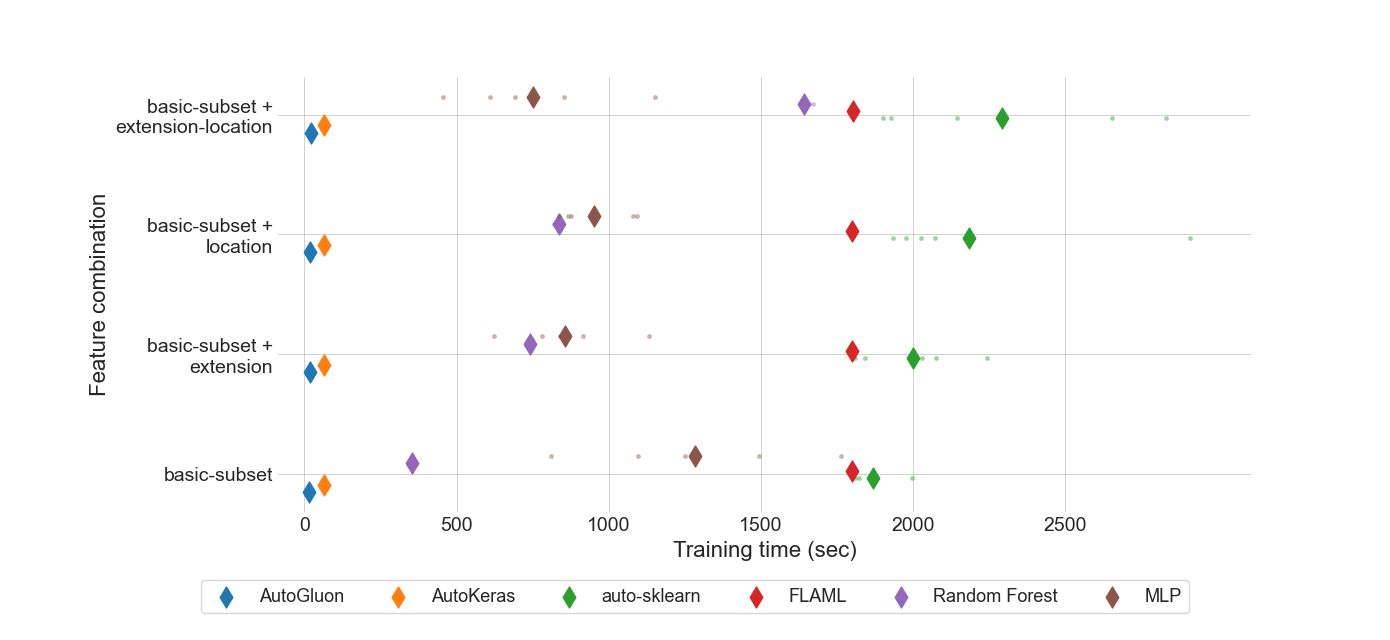 basic-subset +
extension-location
basic-subset +
location
basic-subset +
extension
basic-subset
Feature combination
0 500 1000 1500 2000 2500
Training time (sec)
AutoGluon AutoKeras auto-sklearn FLAML Random Forest MLP